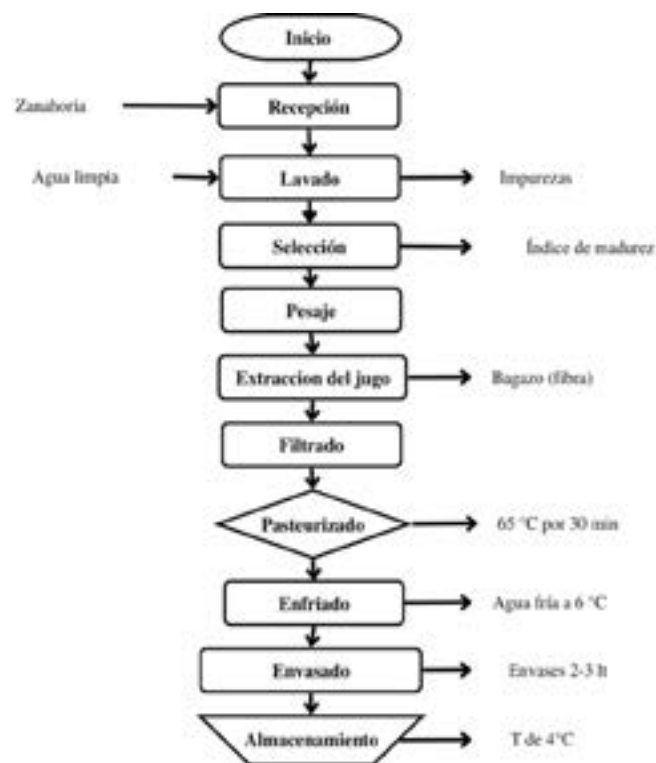 Inicio
Zanahoria
Recepción
Agua limpia
Lavado
Impurezas
Selección
Índice de madurez
Pesaje
Extraccion del jugo
Bagazo (fibra)
Filtrado
Pasteurizado
65 °C por 30 min
Enfriado
Agua fría a 6 °C
Envasado
Envases 2-3 lt
Almacenamiento
T de 4°C